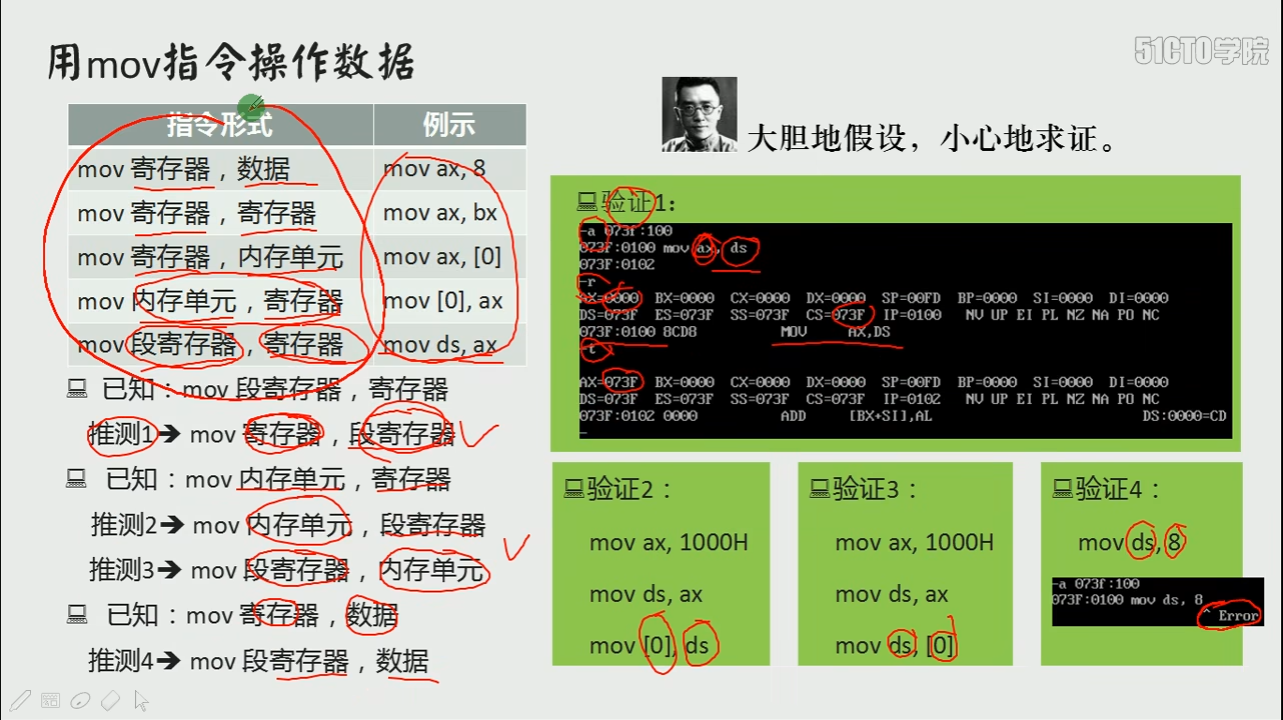 51CTO学院
用mov指令操作数据
指令形式 例示
mov 寄存器，数据 mov ax, 8
mov 寄存器，寄存器 mov ax, bx
mov 寄存器，内存单元 mov ax, [0]
mov 内存单元，寄存器 mov [0], ax
mov 段寄存器，寄存器 mov ds, ax
已知：mov 段寄存器，寄存器
推测1➔ mov 寄存器，段寄存器
已知：mov 内存单元，寄存器
推测2➔ mov 内存单元，段寄存器
推测3➔ mov 段寄存器，内存单元
已知：mov 寄存器，数据
推测4➔ mov 段寄存器，数据
大胆地假设，小心地求证。
验证1：
-a 073f:100
073F:0100 mov ax, ds
073F:0102
-r
AX=0000 BX=0000 CX=0000 DX=0000 SP=00FD BP=0000 SI=0000 DI=0000
DS=073F ES=073F SS=073F CS=073F IP=0100 NV UP EI PL NZ NA PO NC
073F:0100 8CD8 MOV AX,DS
-t
AX=073F BX=0000 CX=0000 DX=0000 SP=00FD BP=0000 SI=0000 DI=0000
DS=073F ES=073F SS=073F CS=073F IP=0102 NV UP EI PL NZ NA PO NC
073F:0102 0000 ADD [BX+SI],AL DS:0000=CD
-
验证2：
mov ax, 1000H
mov ds, ax
mov [0], ds
验证3：
mov ax, 1000H
mov ds, ax
mov ds, [0]
验证4：
mov ds, 8
-a 073f:100
073F:0100 mov ds, 8
^ Error